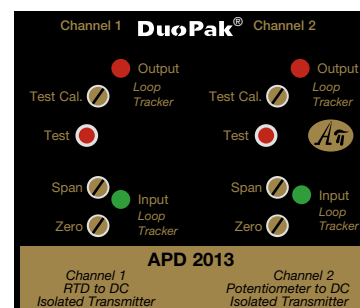 Channel 1 DuoPak® Channel 2
Output Output
Test Cal. Loop Tracker Test Cal. Loop Tracker
Test Test
Span Span
Input Input
Zero Loop Tracker Zero Loop Tracker
APD 2013
Channel 1 Channel 2
RTD to DC Potentiometer to DC
Isolated Transmitter Isolated Transmitter